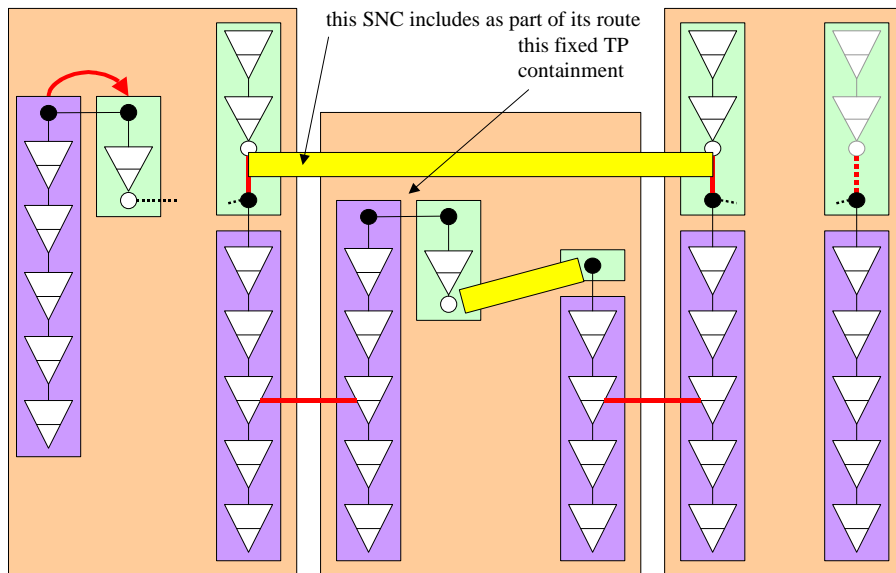 this SNC includes as part of its route
this fixed TP
containment